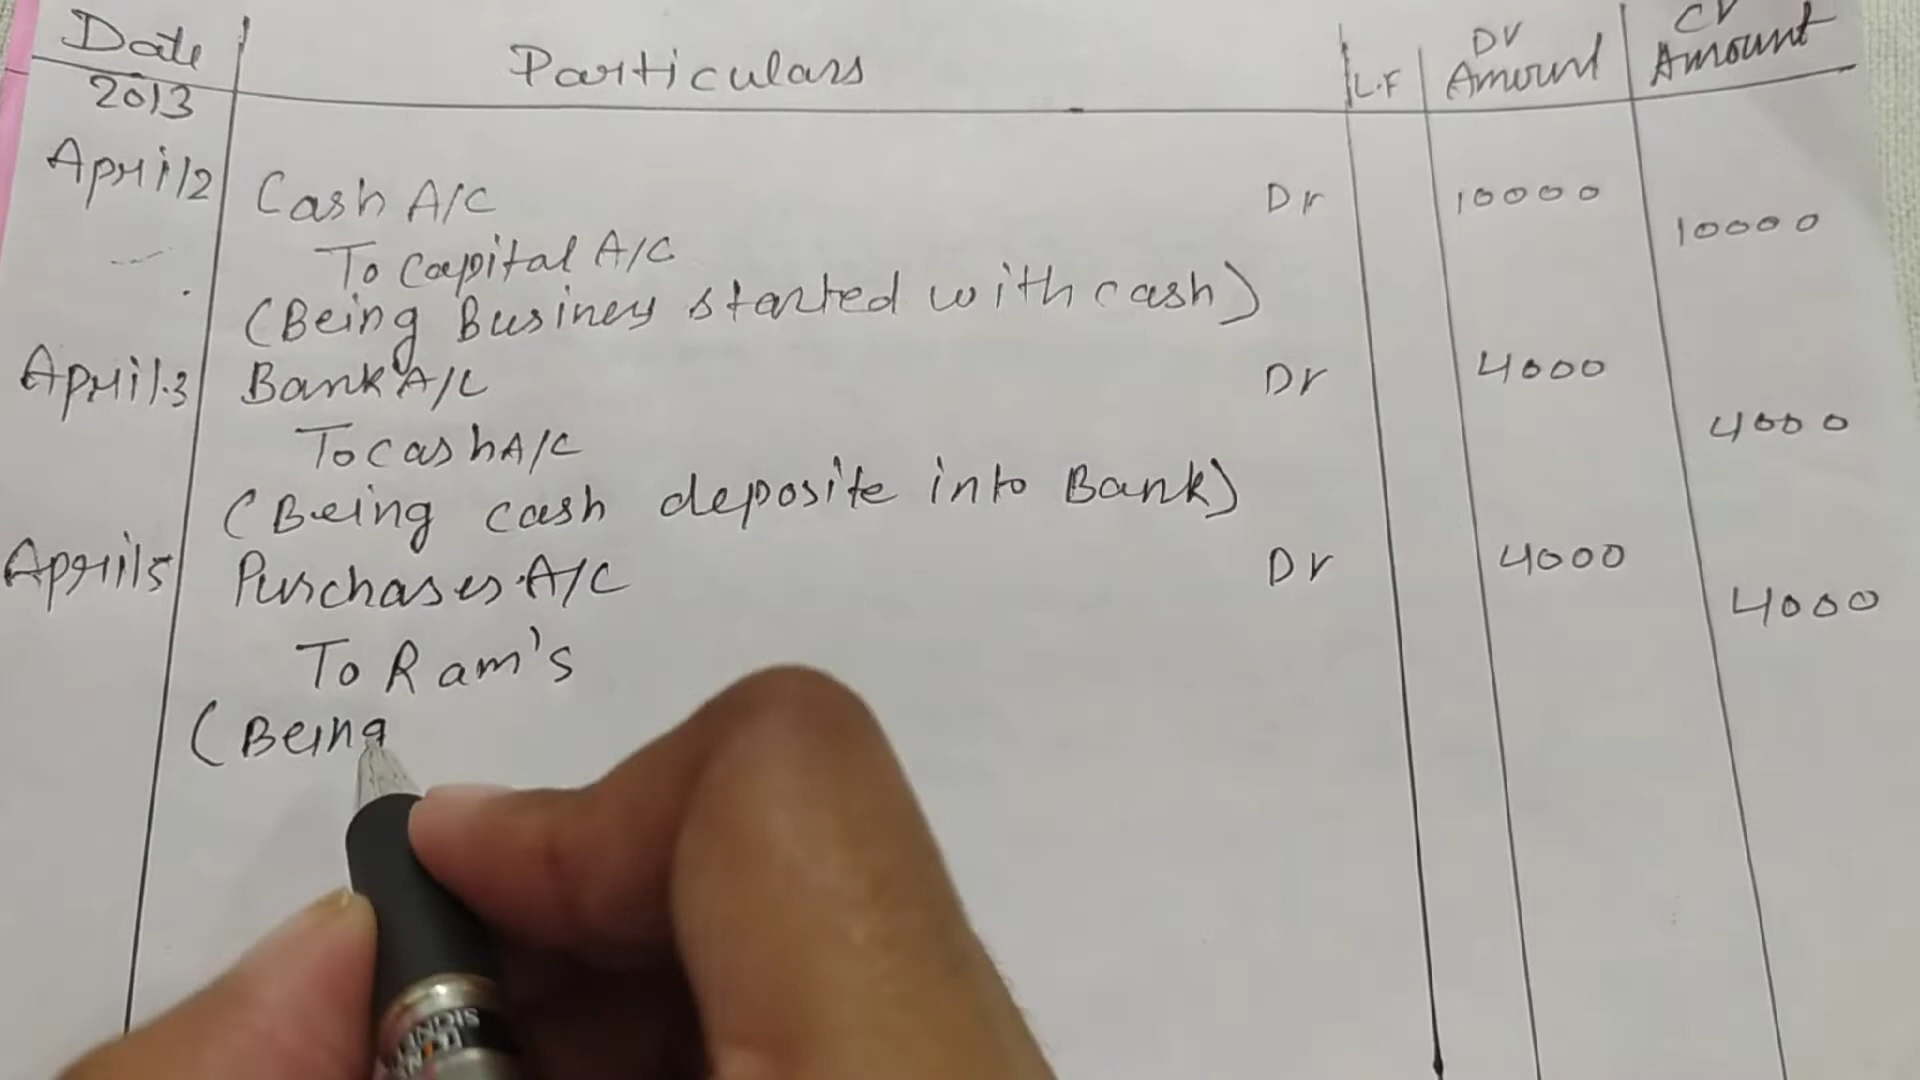 Date Particulars L.F Dr Amount Cr Amount
2013
April 2 Cash A/C Dr 10000
To Capital A/C 10000
(Being Business started with cash)
April.3 Bank A/C Dr 4000
To cash A/C 4000
(Being cash deposite into Bank)
April 5 Purchases A/C Dr 4000
To Ram's 4000
(Being